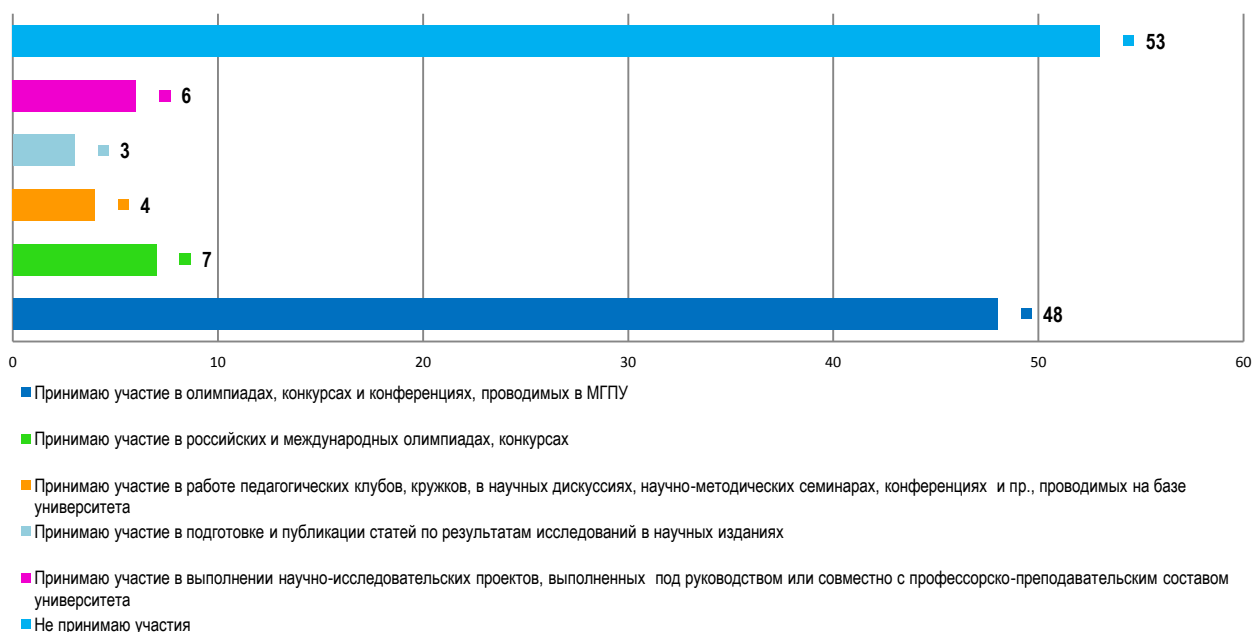 53
6
3
4
7
48
0 10 20 30 40 50 60
Принимаю участие в олимпиадах, конкурсах и конференциях, проводимых в МГПУ
Принимаю участие в российских и международных олимпиадах, конкурсах
Принимаю участие в работе педагогических клубов, кружков, в научных дискуссиях, научно-методических семинарах, конференциях и пр., проводимых на базе
университета
Принимаю участие в подготовке и публикации статей по результатам исследований в научных изданиях
Принимаю участие в выполнении научно-исследовательских проектов, выполненных под руководством или совместно с профессорско-преподавательским составом
университета
Не принимаю участия